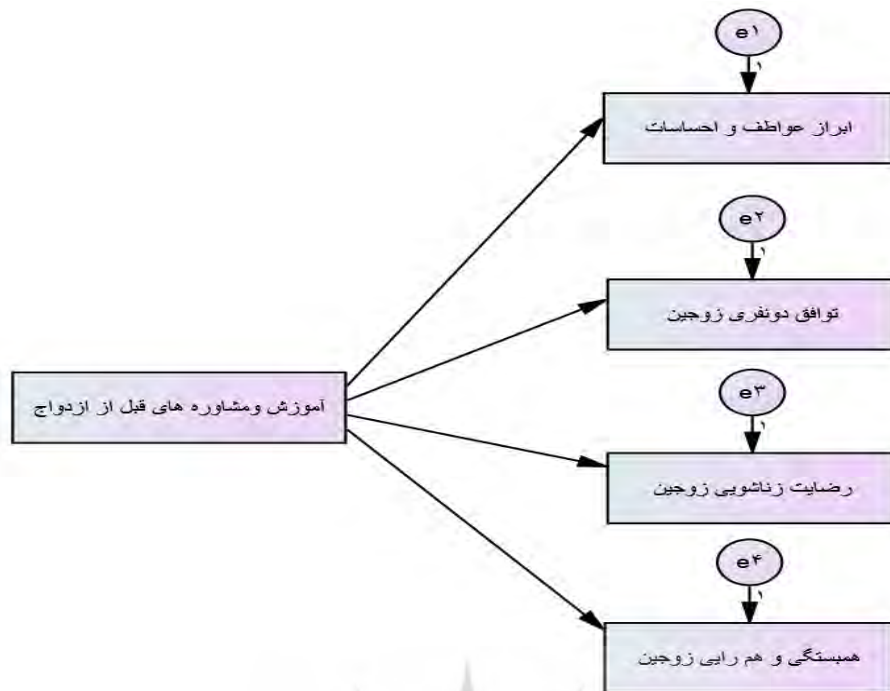 e۱
۱
ابراز عواطف و احساسات
e۲
۱
توافق دونفری زوجین
آموزش ومشاوره های قبل از ازدواج
e۳
۱
رضایت زناشویی زوجین
e۴
۱
همبستگی و هم رایی زوجین